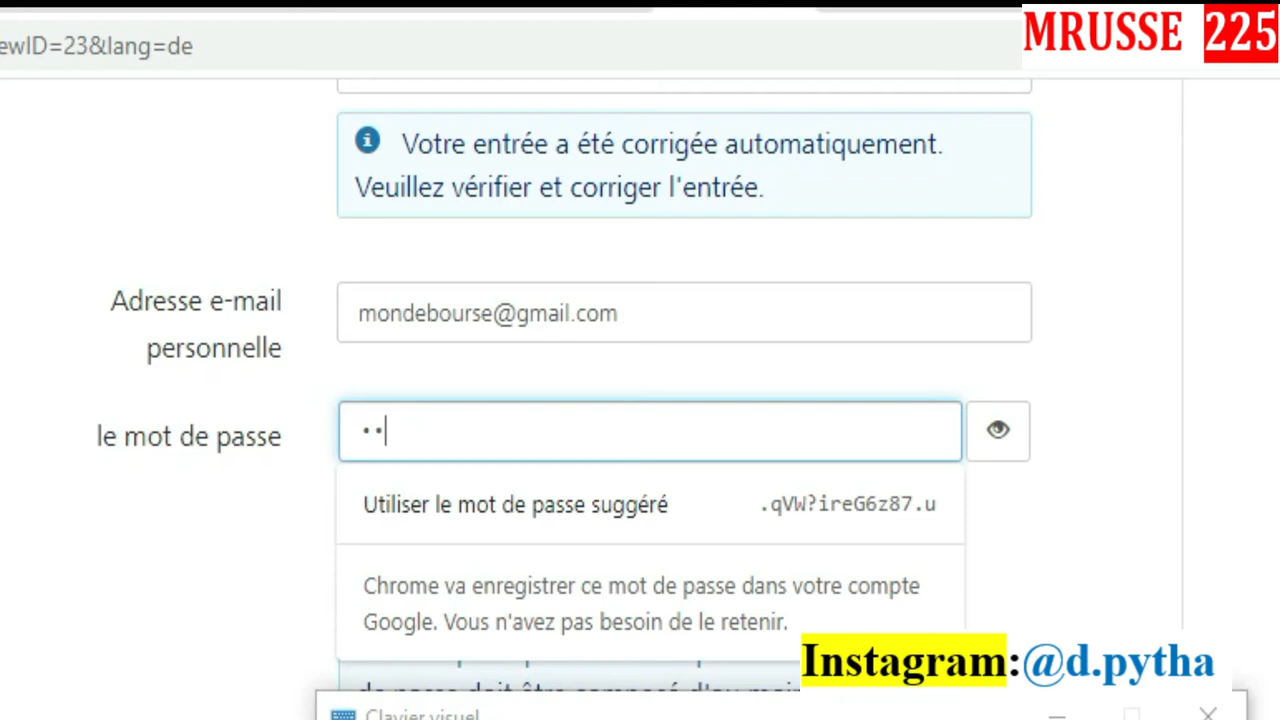 ewID=23&lang=de
MRUSSE 225
Votre entrée a été corrigée automatiquement.
Veuillez vérifier et corriger l'entrée.
Adresse e-mail
personnelle
mondebourse@gmail.com
le mot de passe
Utiliser le mot de passe suggéré .qVW?ireG6z87.u
Chrome va enregistrer ce mot de passe dans votre compte
Google. Vous n'avez pas besoin de le retenir.
Instagram:@d.pytha
Clavier visuel